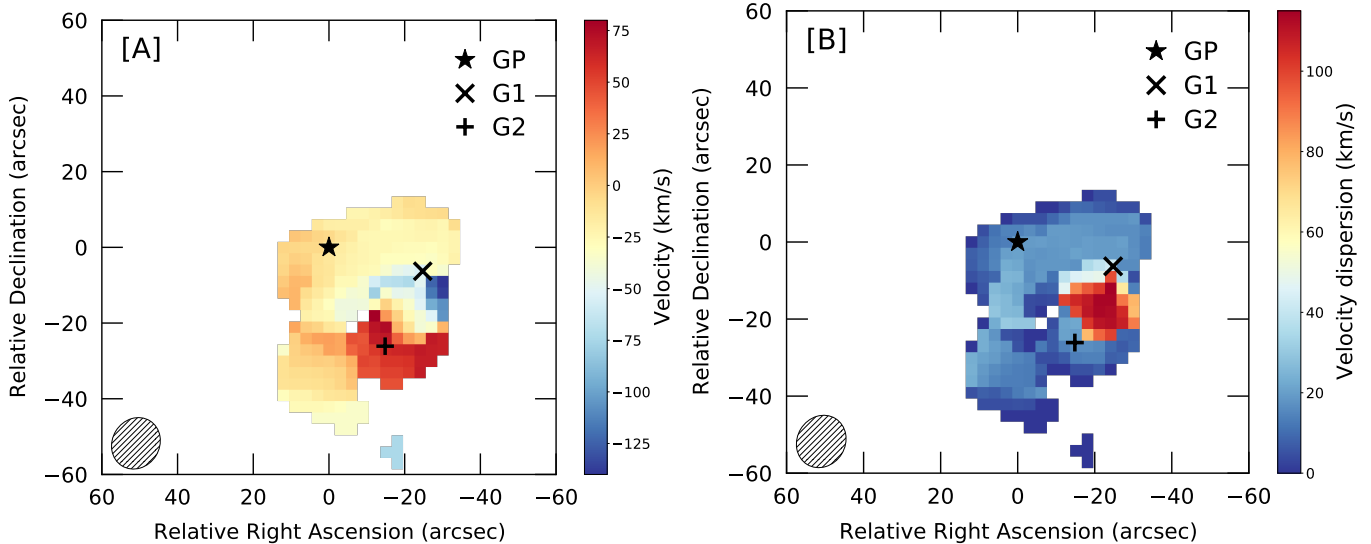 [A]
GP
G1
G2
60
40
20
0
−20
−40
−60
60 40 20 0 −20 −40 −60
Relative Right Ascension (arcsec)
Relative Declination (arcsec)
75
50
25
0
−25
−50
−75
−100
−125
Velocity (km/s)
[B]
GP
G1
G2
60
40
20
0
−20
−40
−60
60 40 20 0 −20 −40 −60
Relative Right Ascension (arcsec)
Relative Declination (arcsec)
100
80
60
40
20
0
Velocity dispersion (km/s)